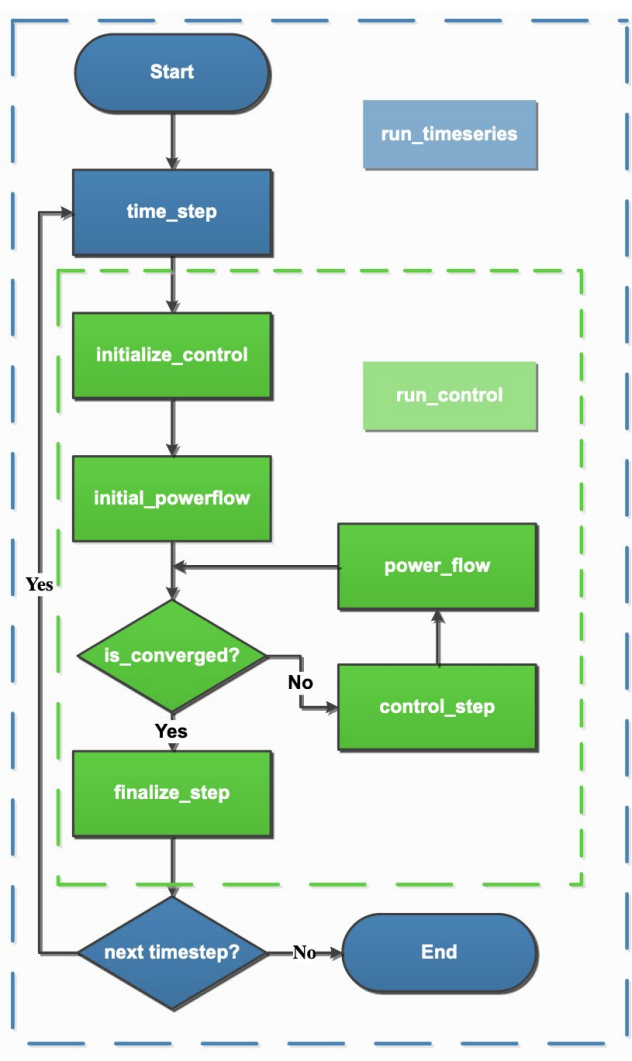 Start
run_timeseries
time_step
initialize_control
run_control
initial_powerflow
power_flow
Yes
is_converged?
No
control_step
Yes
finalize_step
next timestep?
No
End